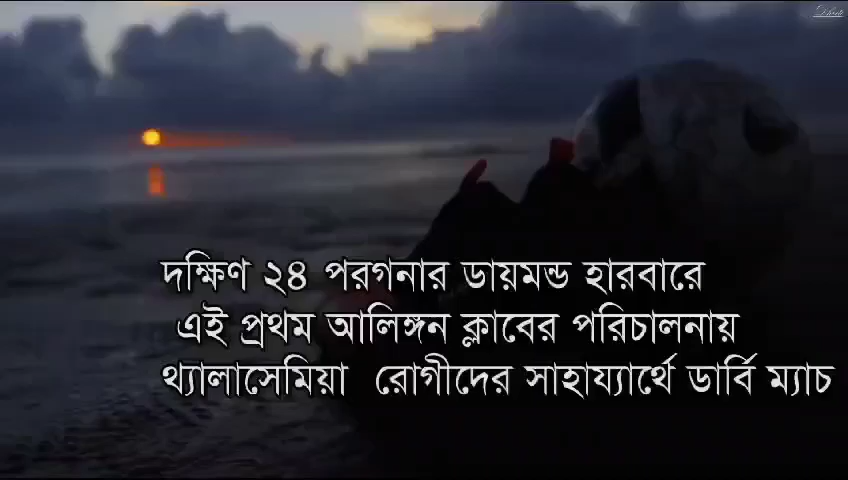 দক্ষিণ ২৪ পরগনার ডায়মন্ড হারবারে
এই প্রথম আলিঙ্গন ক্লাবের পরিচালনায়
থ্যালাসেমিয়া রোগীদের সাহায্যার্থে ডার্বি ম্যাচ